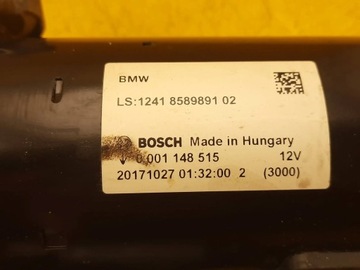 BMW
LS:1241 8589891 02
BOSCH Made in Hungary
0 001 148 515 12V
20171027 01:32:00 2 (3000)